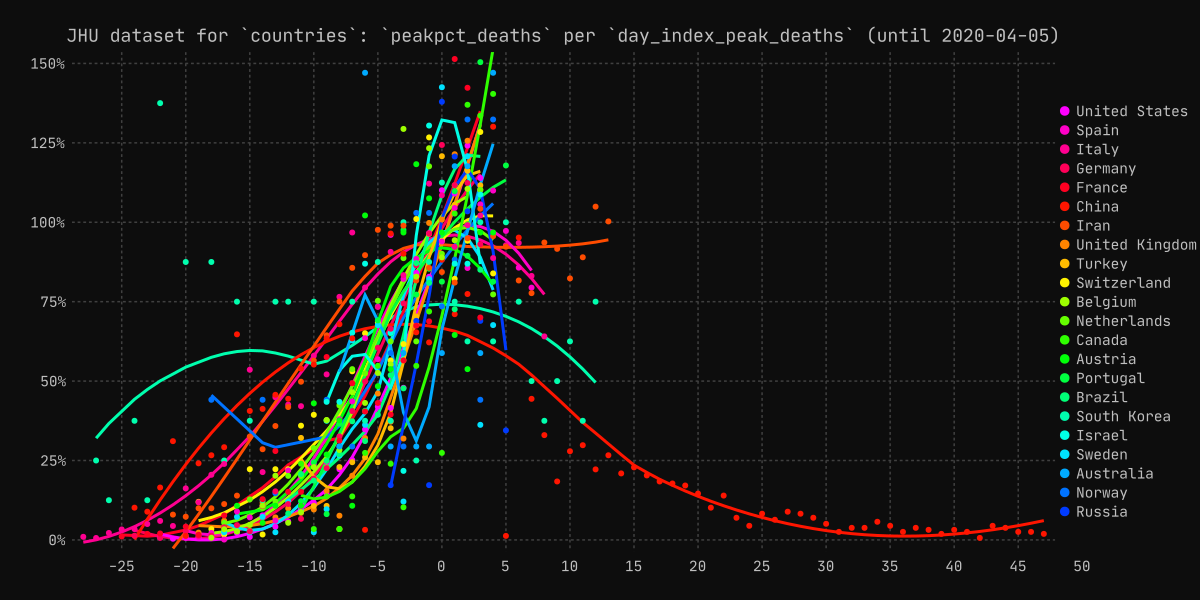 JHU dataset for `countries`: `peakpct_deaths` per `day_index_peak_deaths` (until 2020-04-05)
150%
125%
100%
75%
50%
25%
0%
-25 -20 -15 -10 -5 0 5 10 15 20 25 30 35 40 45 50
United States
Spain
Italy
Germany
France
China
Iran
United Kingdom
Turkey
Switzerland
Belgium
Netherlands
Canada
Austria
Portugal
Brazil
South Korea
Israel
Sweden
Australia
Norway
Russia